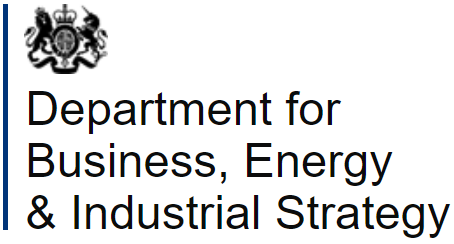 Department for
Business, Energy
& Industrial Strategy